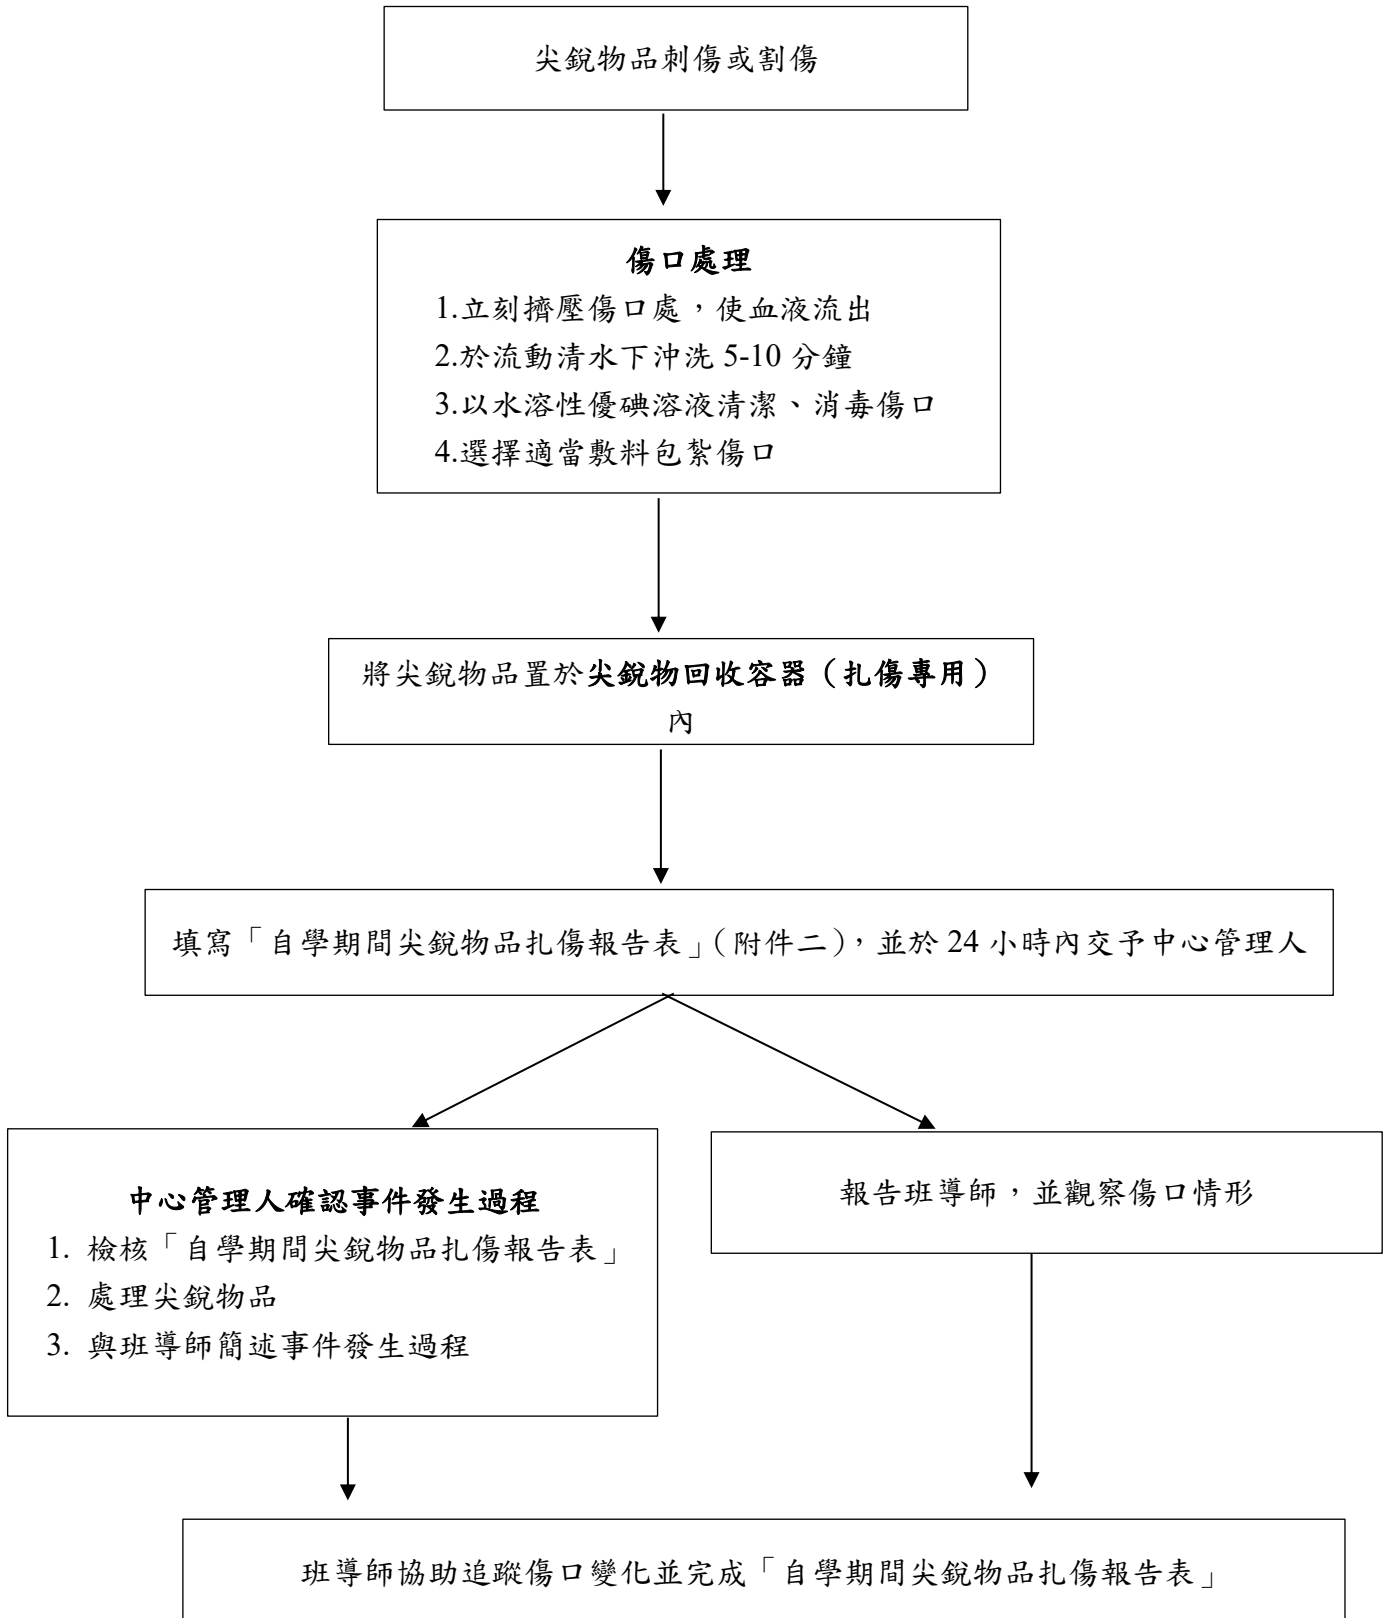 尖銳物品刺傷或割傷
傷口處理
1.立刻擠壓傷口處，使血液流出
2.於流動清水下沖洗 5-10 分鐘
3.以水溶性優碘溶液清潔、消毒傷口
4.選擇適當敷料包紮傷口
將尖銳物品置於尖銳物回收容器（扎傷專用）
內
填寫「自學期間尖銳物品扎傷報告表」（附件二），並於 24 小時內交予中心管理人
中心管理人確認事件發生過程
1. 檢核「自學期間尖銳物品扎傷報告表」
2. 處理尖銳物品
3. 與班導師簡述事件發生過程
報告班導師，並觀察傷口情形
班導師協助追蹤傷口變化並完成「自學期間尖銳物品扎傷報告表」